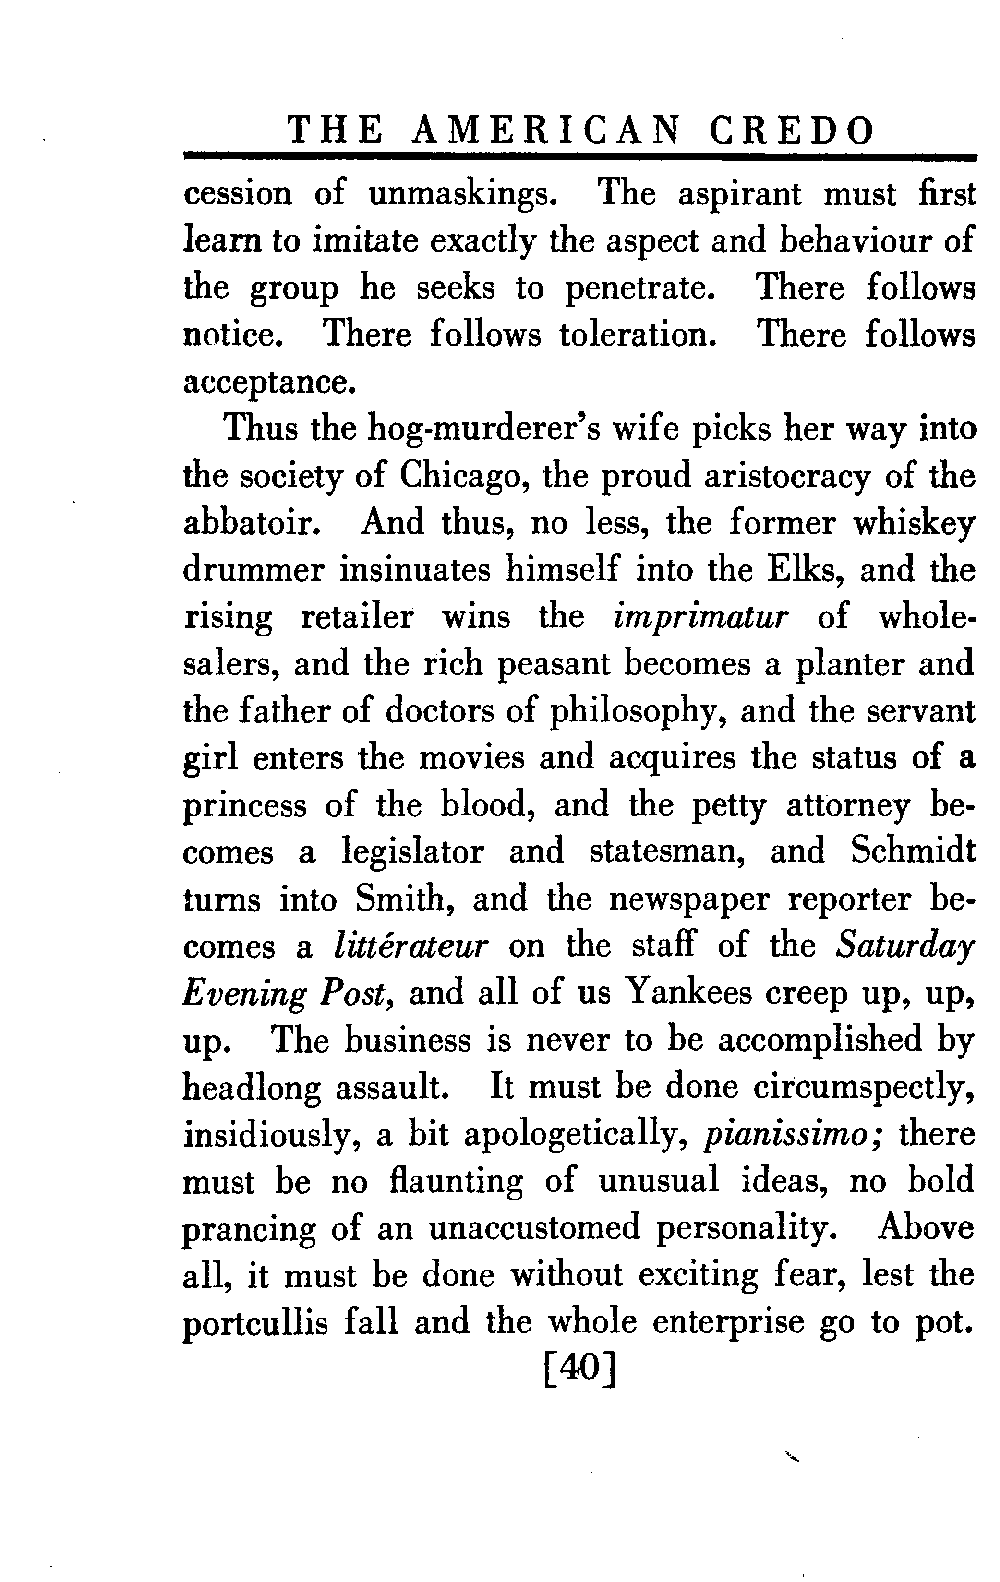 THE AMERICAN CREDO
cession of unmaskings. The aspirant must first
learn to imitate exactly the aspect and behaviour of
the group he seeks to penetrate. There follows
notice. There follows toleration. There follows
acceptance.
Thus the hog-murderer's wife picks her way into
the society of Chicago, the proud aristocracy of the
abbatoir. And thus, no less, the former whiskey
drummer insinuates himself into the Elks, and the
rising retailer wins the imprimatur of whole-
salers, and the rich peasant becomes a planter and
the father of doctors of philosophy, and the servant
girl enters the movies and acquires the status of a
princess of the blood, and the petty attorney be-
comes a legislator and statesman, and Schmidt
turns into Smith, and the newspaper reporter be-
comes a littérateur on the staff of the Saturday
Evening Post, and all of us Yankees creep up, up,
up. The business is never to be accomplished by
headlong assault. It must be done circumspectly,
insidiously, a bit apologetically, pianissimo; there
must be no flaunting of unusual ideas, no bold
prancing of an unaccustomed personality. Above
all, it must be done without exciting fear, lest the
portcullis fall and the whole enterprise go to pot.
[40]